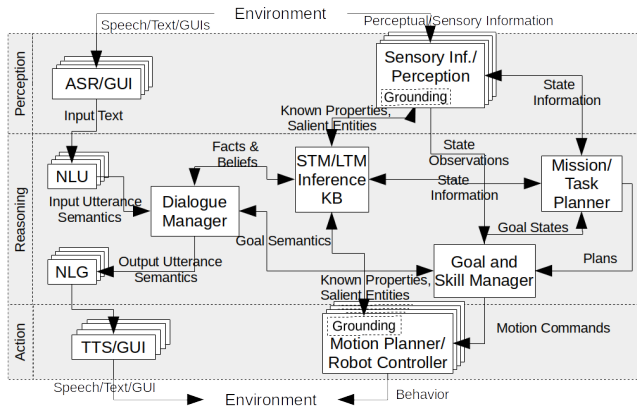 Environment
Speech/Text/GUIs
Perceptual/Sensory Information
Perception
ASR/GUI
Sensory Inf./
Perception
Grounding
State
Information
Input Text
Known Properties,
Salient Entities
Reasoning
Facts &
Beliefs
State
Observations
NLU
STM/LTM
Inference
KB
Mission/
Task
Planner
State
Information
Input Utterance
Semantics
Dialogue
Manager
Goal States
Goal Semantics
NLG
Output Utterance
Semantics
Goal and
Skill Manager
Plans
Known Properties,
Salient Entities
Action
TTS/GUI
Grounding
Motion Planner/
Robot Controller
Motion Commands
Speech/Text/GUI
Environment
Behavior